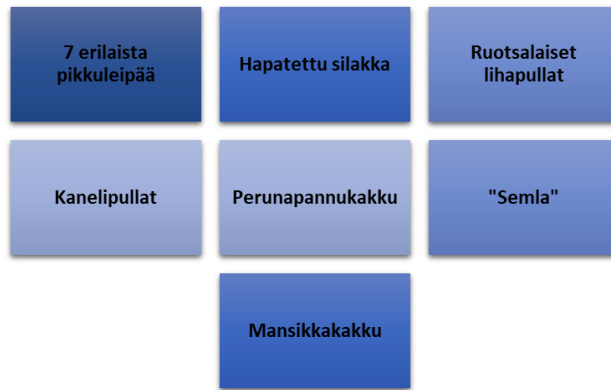 7 erilaista
pikkuleipää
Hapatettu silakka
Ruotsalaiset
lihapullat
Kanelipullat
Perunapannukakku
"Semla"
Mansikkakakku